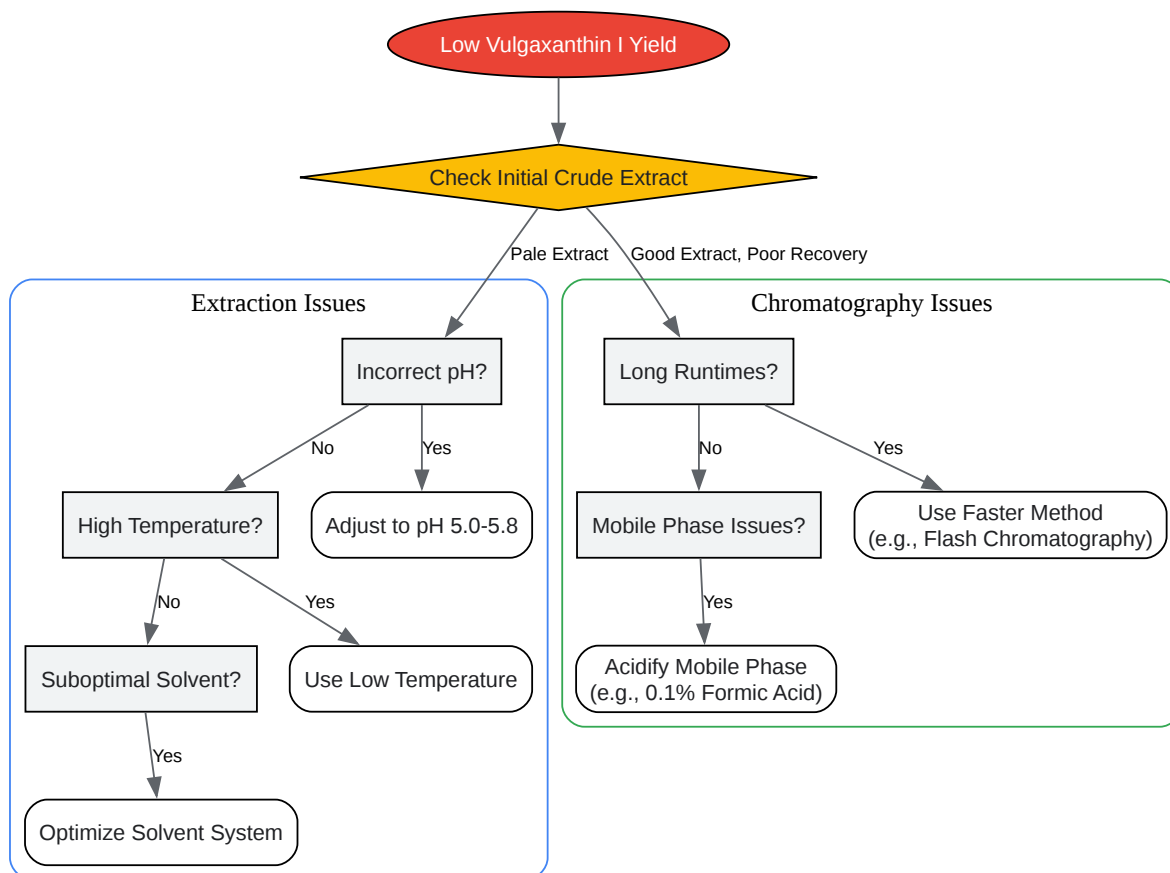 Low Vulgaxanthin I Yield
Check Initial Crude Extract
Pale Extract
Good Extract, Poor Recovery
Extraction Issues
Chromatography Issues
Incorrect pH?
Long Runtimes?
No
Yes
No
Yes
High Temperature?
Adjust to pH 5.0-5.8
Mobile Phase Issues?
Use Faster Method
(e.g., Flash Chromatography)
No
Yes
Yes
Suboptimal Solvent?
Use Low Temperature
Acidify Mobile Phase
(e.g., 0.1% Formic Acid)
Yes
Optimize Solvent System